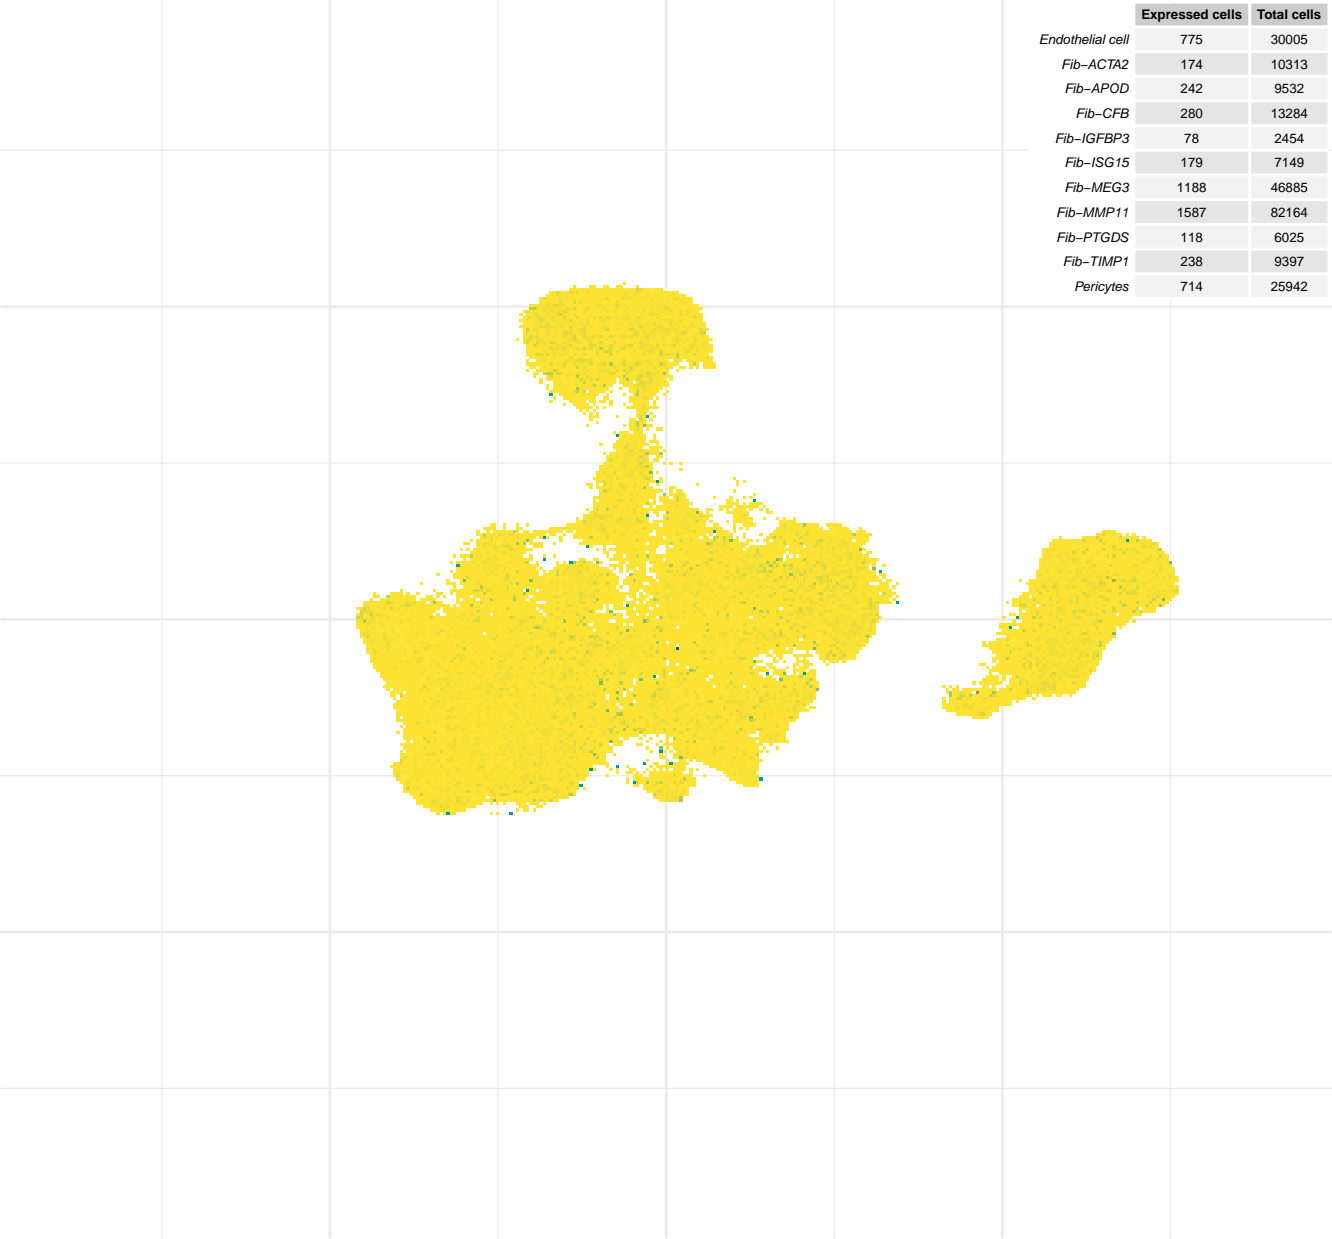 Expressed cells Total cells
Endothelial cell 775 30005
Fib−ACTA2 174 10313
Fib−APOD 242 9532
Fib−CFB 280 13284
Fib−IGFBP3 78 2454
Fib−ISG15 179 7149
Fib−MEG3 1188 46885
Fib−MMP11 1587 82164
Fib−PTGDS 118 6025
Fib−TIMP1 238 9397
Pericytes 714 25942